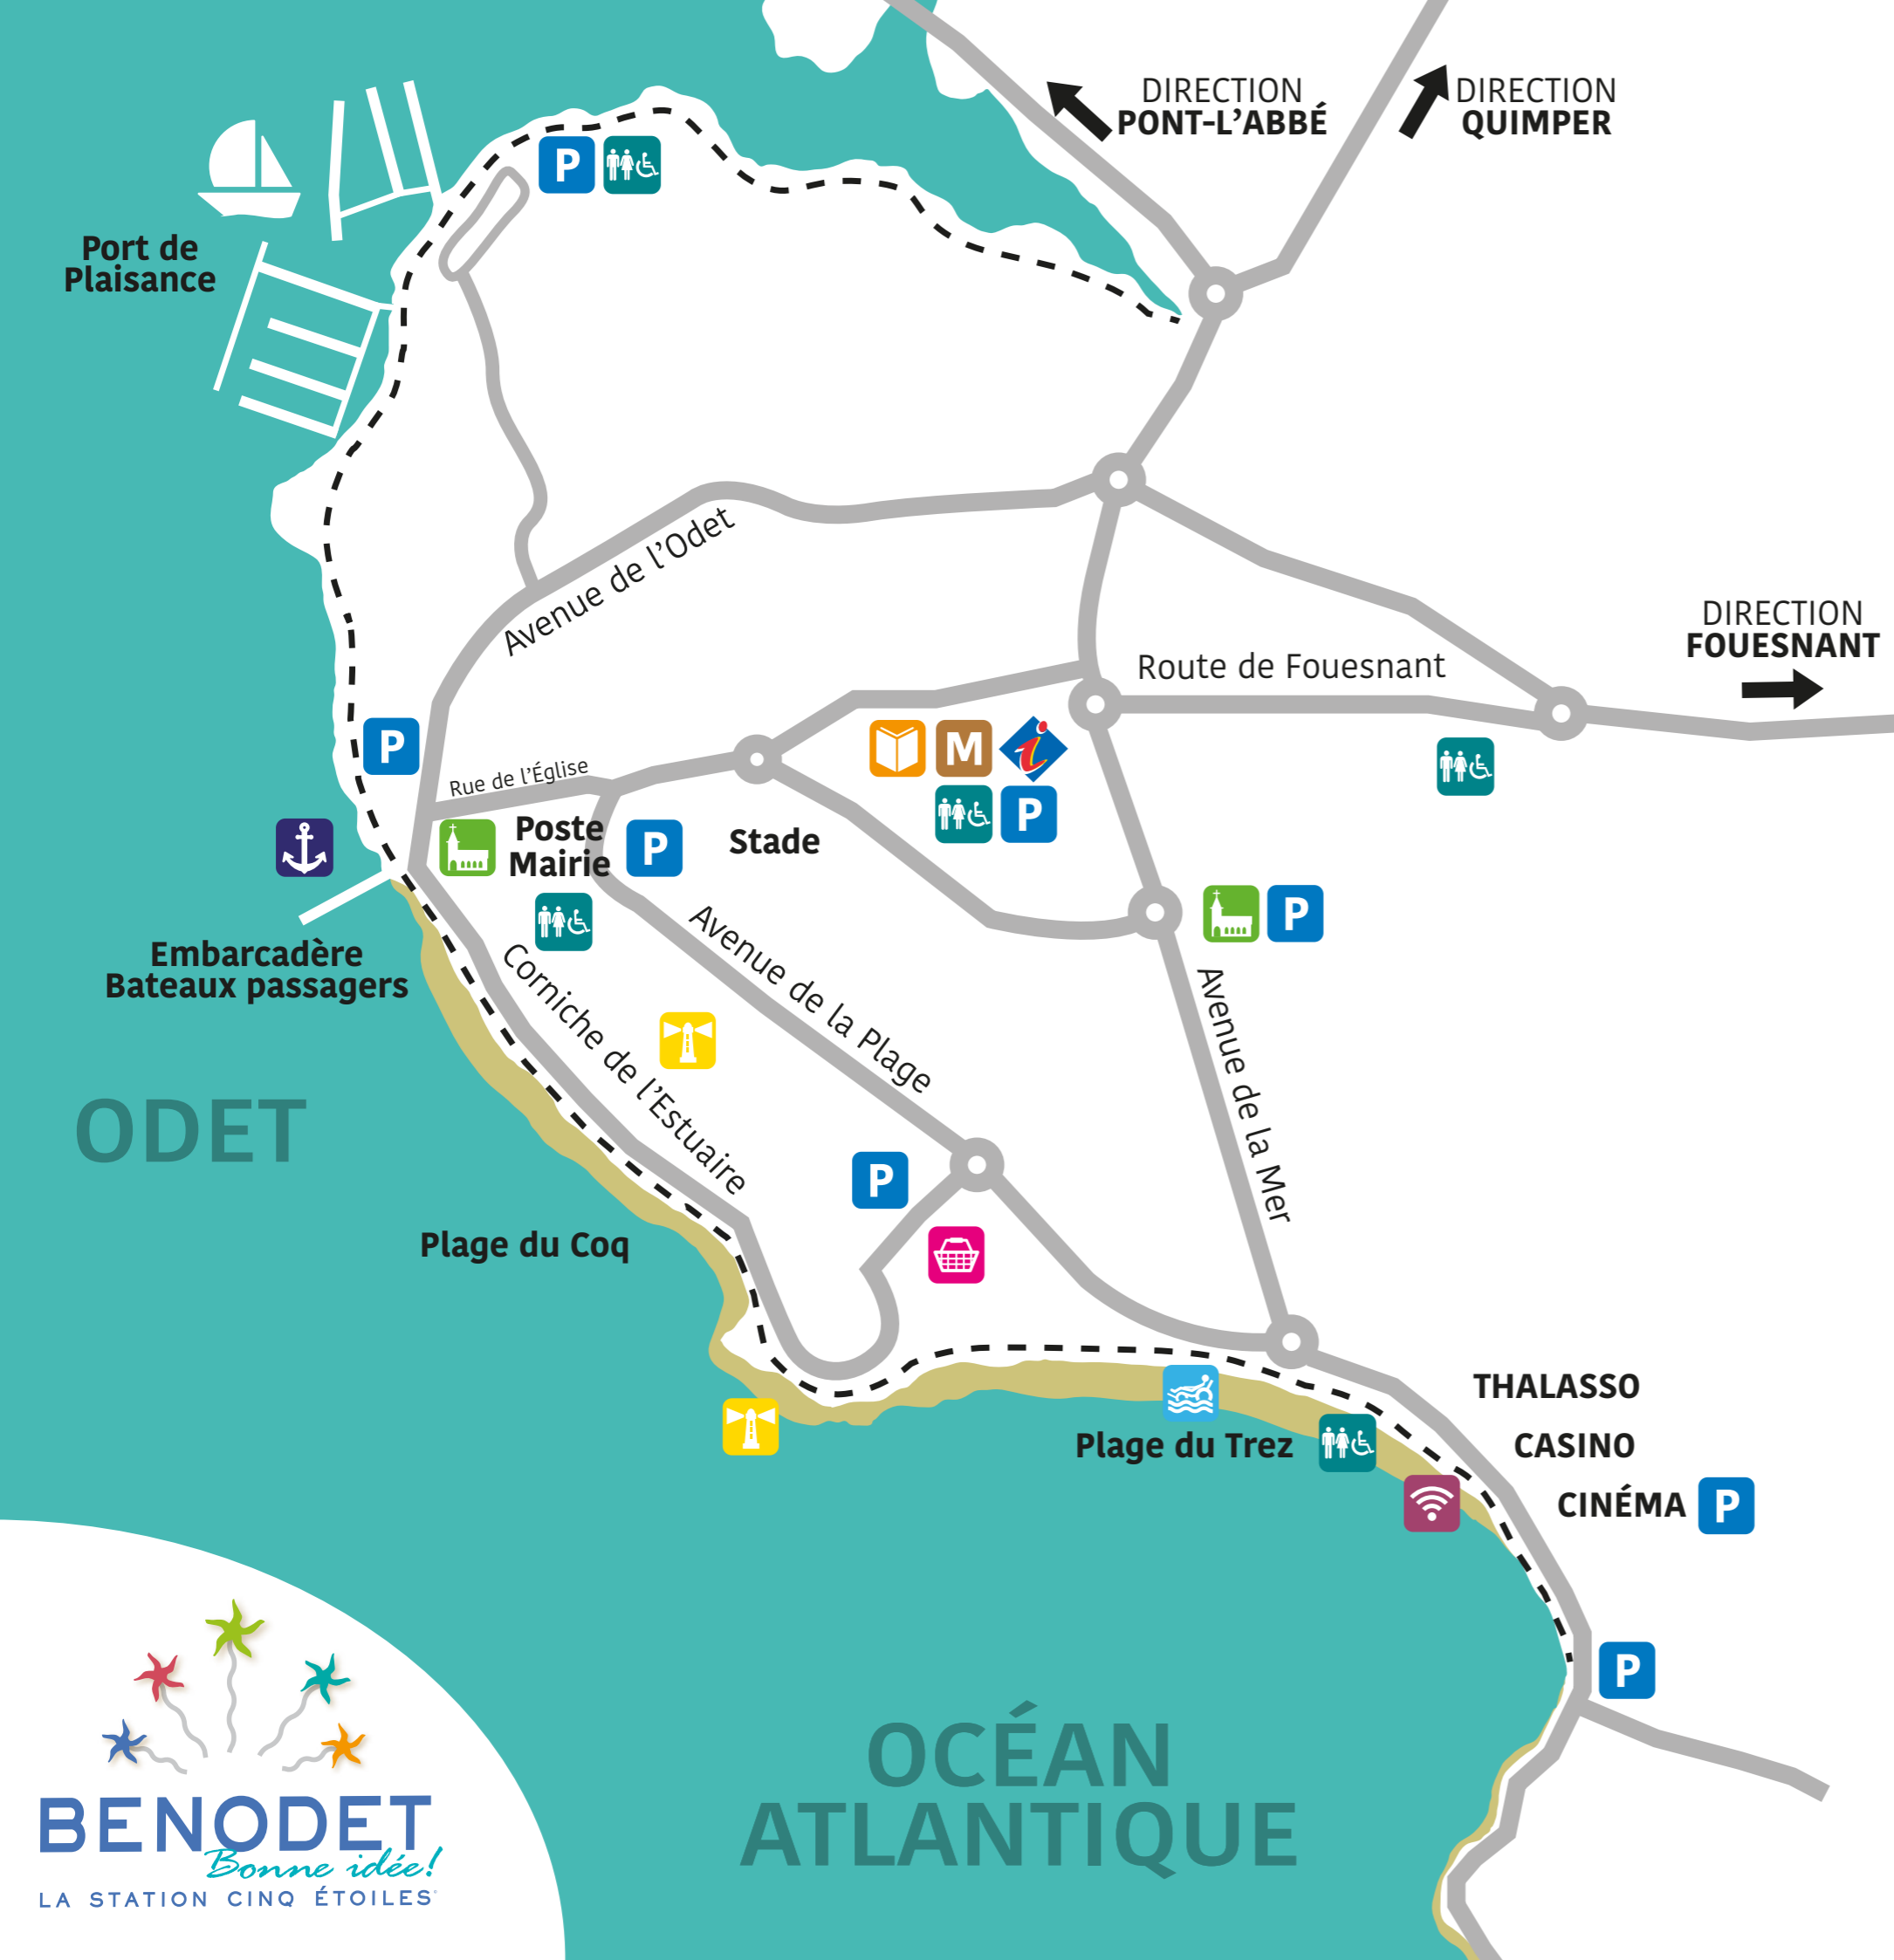 DIRECTION
PONT-L'ABBÉ
DIRECTION
QUIMPER
P
Port de
Plaisance
Avenue de l'Odet
DIRECTION
FOUESNANT
Route de Fouesnant
P
Rue de l'Église
M
i
P
Poste
Mairie
P
Stade
P
Embarcadère
Bateaux passagers
Corniche de l'Estuaire
Avenue de la Plage
Avenue de la Mer
ODET
P
Plage du Coq
Plage du Trez
THALASSO
CASINO
CINÉMA P
P
OCÉAN
ATLANTIQUE
BENODET
Bonne idée!
LA STATION CINQ ÉTOILES